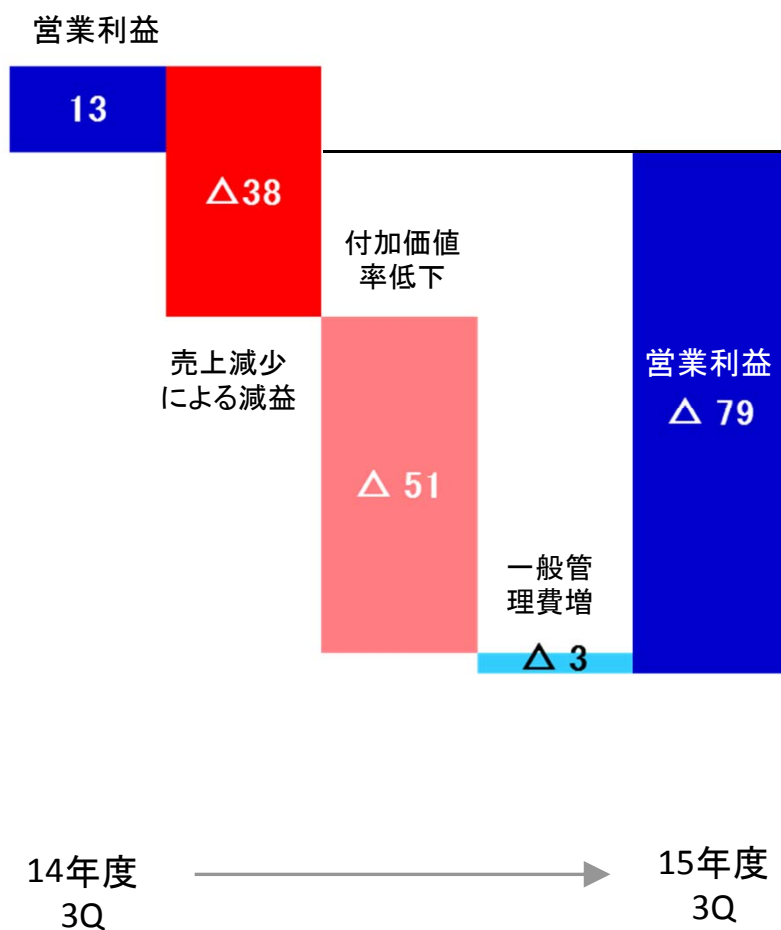 営業利益
13
△38
付加価値
率低下
売上減少
による減益
営業利益
△ 79
△ 51
一般管
理費増
△ 3
14年度
3Q
15年度
3Q